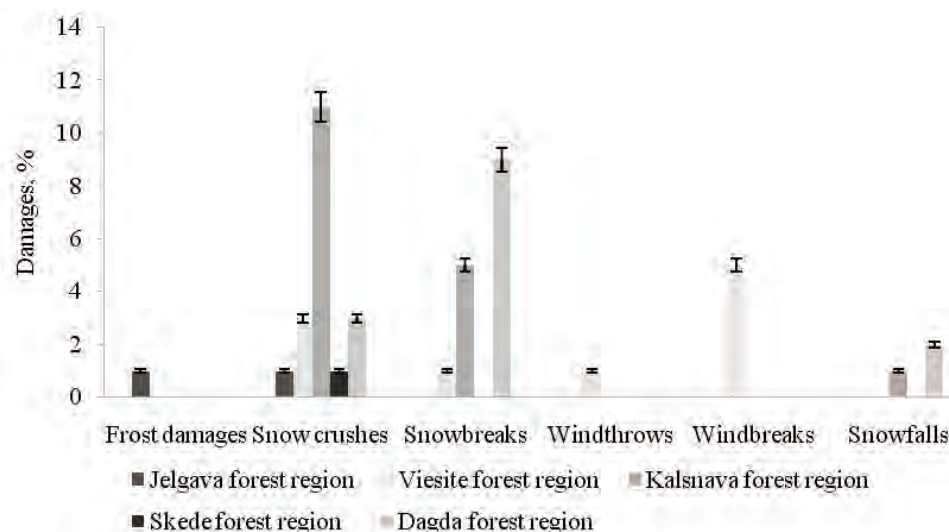 14
12
10
8
6
4
2
0
Damages, %
Frost damages Snow crushes Snowbreaks Windthrows Windbreaks Snowfalls
Jelgava forest region Viesite forest region Kalsnava forest region
Skede forest region Dagda forest region